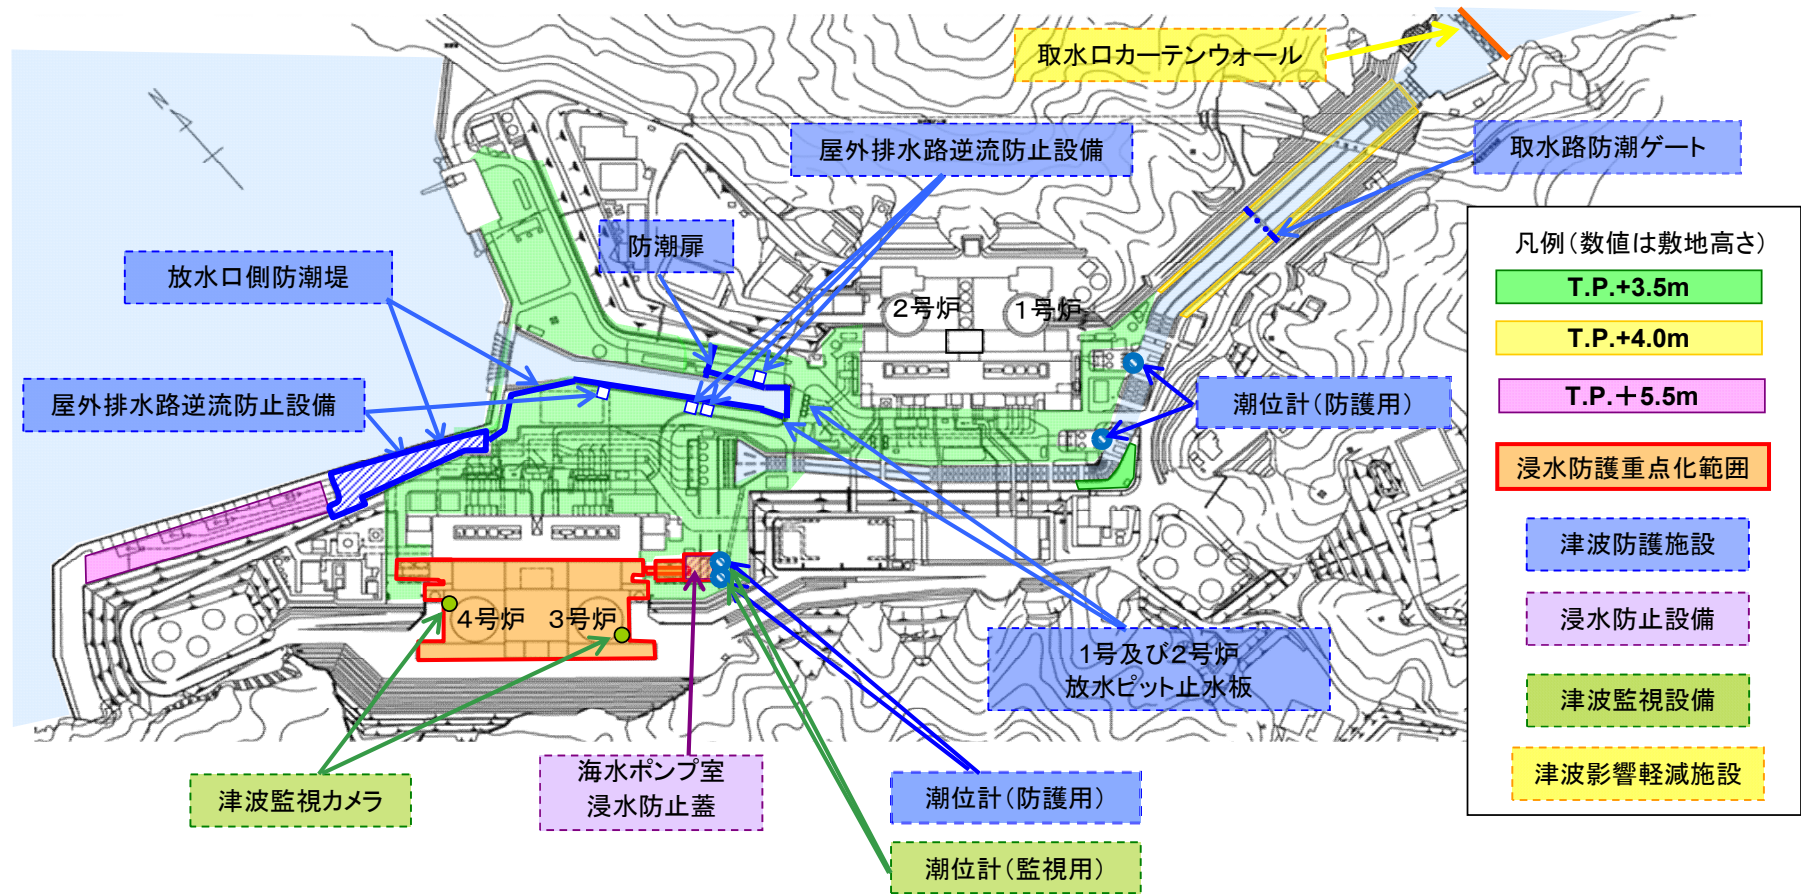 取水口カーテンウォール
N
屋外排水路逆流防止設備
取水路防潮ゲート
防潮扉
放水口側防潮堤
2号炉
1号炉
屋外排水路逆流防止設備
潮位計(防護用)
4号炉
3号炉
1号及び2号炉
放水ピット止水板
津波監視カメラ
海水ポンプ室
浸水防止蓋
潮位計(防護用)
潮位計(監視用)
凡例(数値は敷地高さ)
T.P.+3.5m
T.P.+4.0m
T.P.+5.5m
浸水防護重点化範囲
津波防護施設
浸水防止設備
津波監視設備
津波影響軽減施設